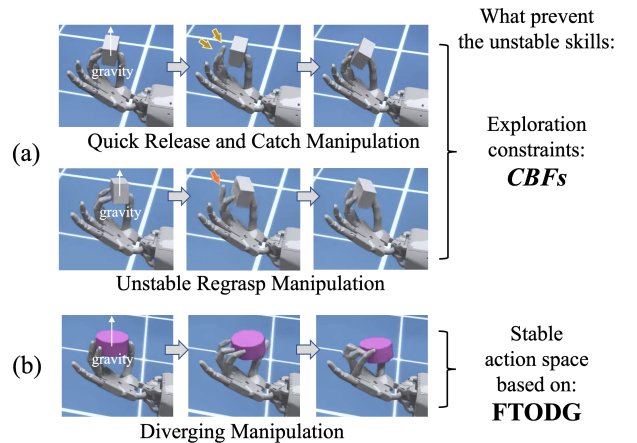 What prevent
the unstable skills:
gravity
Quick Release and Catch Manipulation
(a)
Exploration
constraints:
CBFs
gravity
Unstable Regrasp Manipulation
(b)
gravity
Diverging Manipulation
Stable
action space
based on:
FTODG